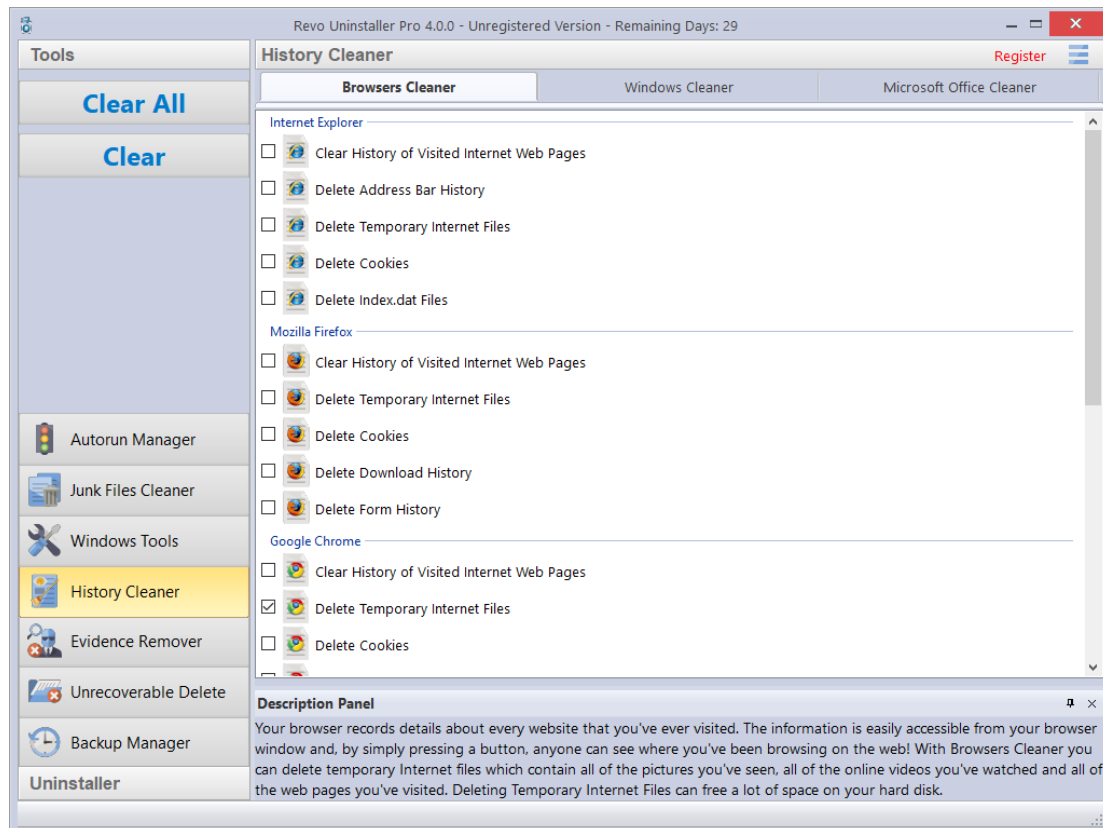 Revo Uninstaller Pro 4.0.0 - Unregistered Version - Remaining Days: 29
Tools
Clear All
Clear
Autorun Manager
Junk Files Cleaner
Windows Tools
History Cleaner
Evidence Remover
Unrecoverable Delete
Backup Manager
Uninstaller
History Cleaner
Register
Browsers Cleaner
Windows Cleaner
Microsoft Office Cleaner
Internet Explorer
Clear History of Visited Internet Web Pages
Delete Address Bar History
Delete Temporary Internet Files
Delete Cookies
Delete Index.dat Files
Mozilla Firefox
Clear History of Visited Internet Web Pages
Delete Temporary Internet Files
Delete Cookies
Delete Download History
Delete Form History
Google Chrome
Clear History of Visited Internet Web Pages
Delete Temporary Internet Files
Delete Cookies
Description Panel
Your browser records details about every website that you've ever visited. The information is easily accessible from your browser
window and, by simply pressing a button, anyone can see where you've been browsing on the web! With Browsers Cleaner you
can delete temporary Internet files which contain all of the pictures you've seen, all of the online videos you've watched and all of
the web pages you've visited. Deleting Temporary Internet Files can free a lot of space on your hard disk.